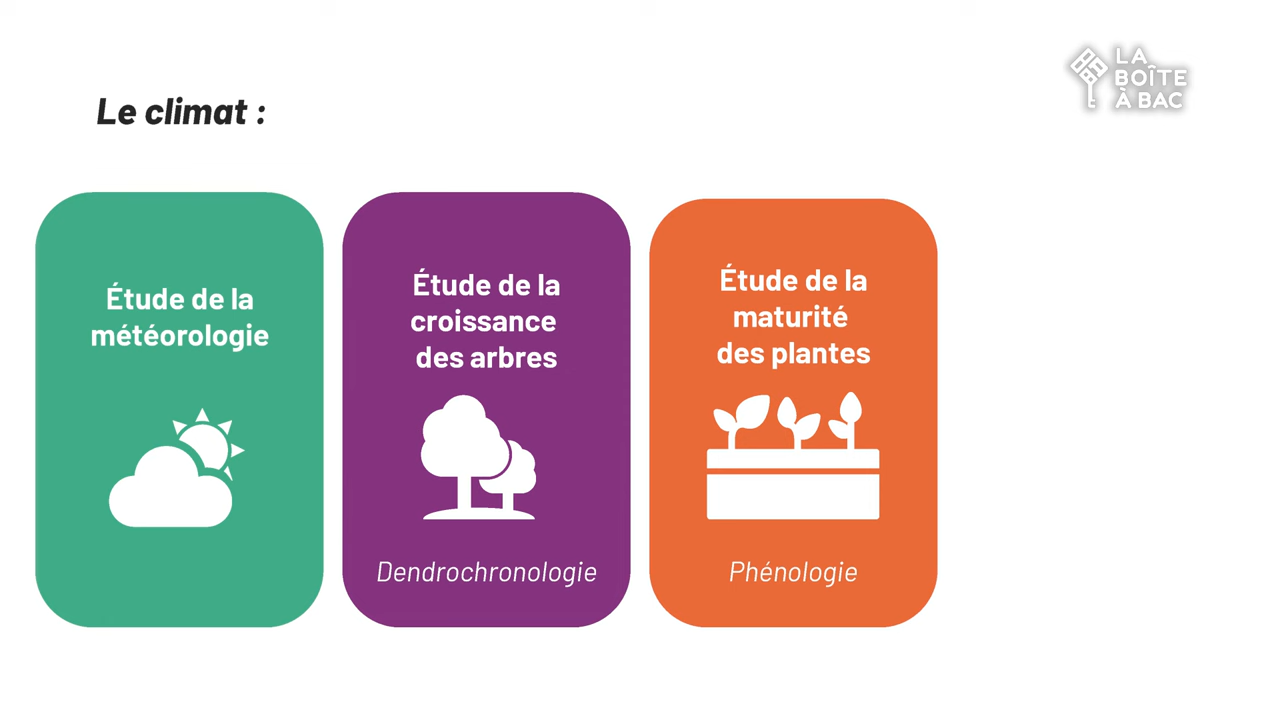 LA
BOÎTE
À BAC
Le climat :
Étude de la
météorologie
Étude de la
croissance
des arbres
Dendrochronologie
Étude de la
maturité
des plantes
Phénologie